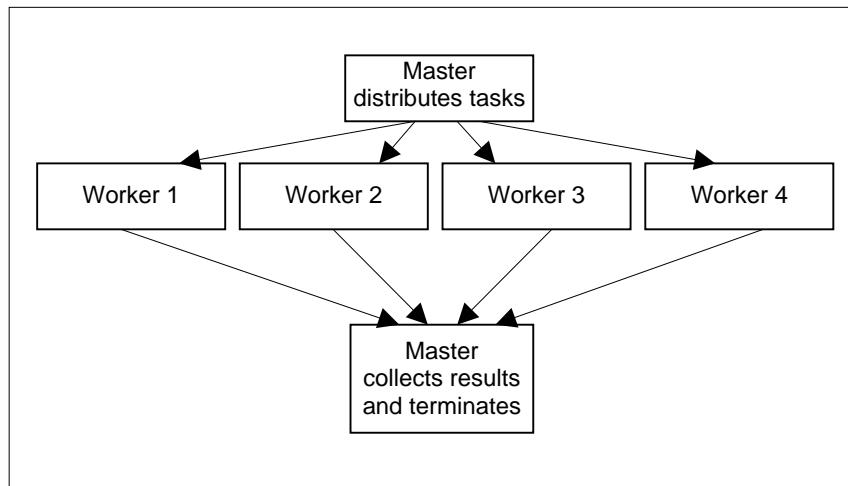 Master
distributes tasks
Worker 1
Worker 2
Worker 3
Worker 4
Master
collects results
and terminates